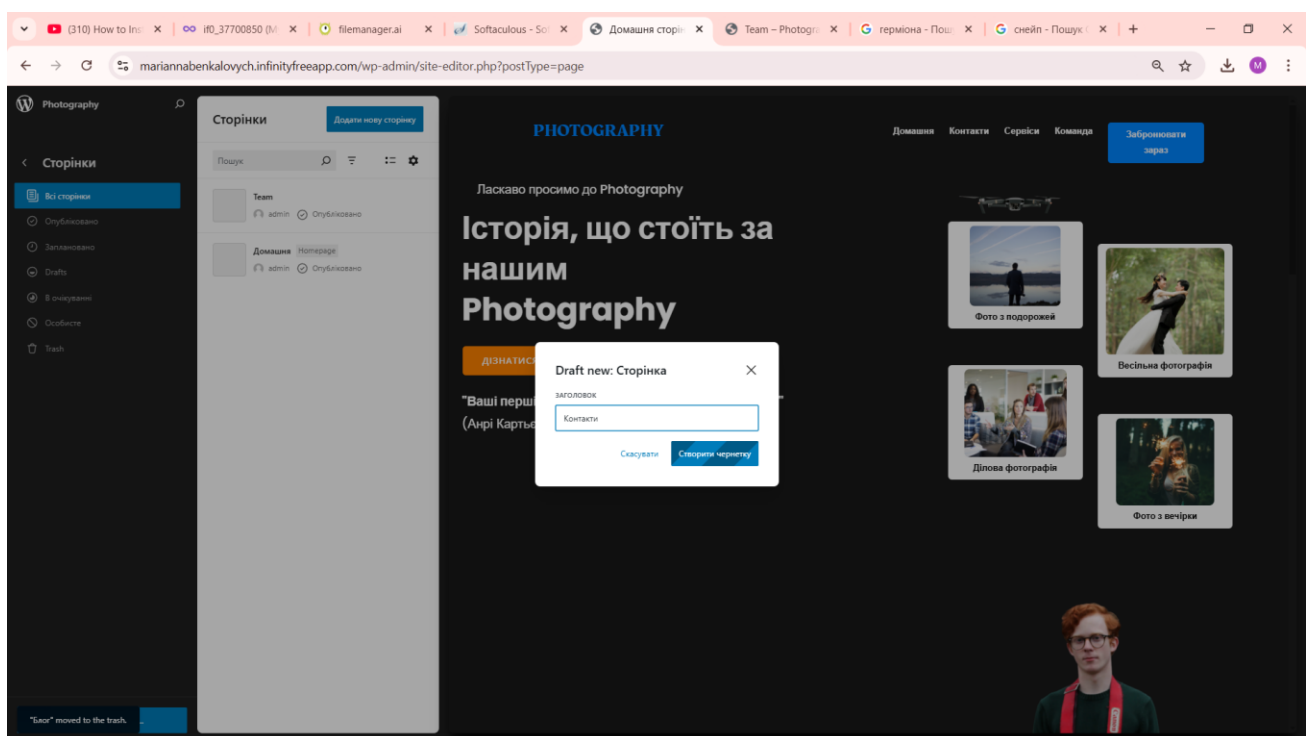 (310) How to Ins
if0_37700850 (M
filemanager.ai
Softaculous - So
Домашня сторін
Team – Photogra
герміона - Пош
снейп - Пошук
mariannabenkalovych.infinityfreeapp.com/wp-admin/site-editor.php?postType=page
M
Photography
Сторінки
Всі сторінки
Опубліковано
Заплановано
Drafts
В очікуванні
Особисте
Trash
"Блог" moved to the trash.
Сторінки
Додати нову сторінку
Пошук
Team
admin Опубліковано
Домашня Homepage
admin Опубліковано
PHOTOGRAPHY
Домашня Контакти Сервіси Команда
Забронювати
зараз
Ласкаво просимо до Photography
Історія, що стоїть за
нашим
Photography
ДІЗНАТИС
"Ваші перші
"
(Анрі Картьє
Draft new: Сторінка
ЗАГОЛОВОК
Контакти
Скасувати
Створити чернетку
Фото з подорожей
Весільна фотографія
Ділова фотографія
Фото з вечірки